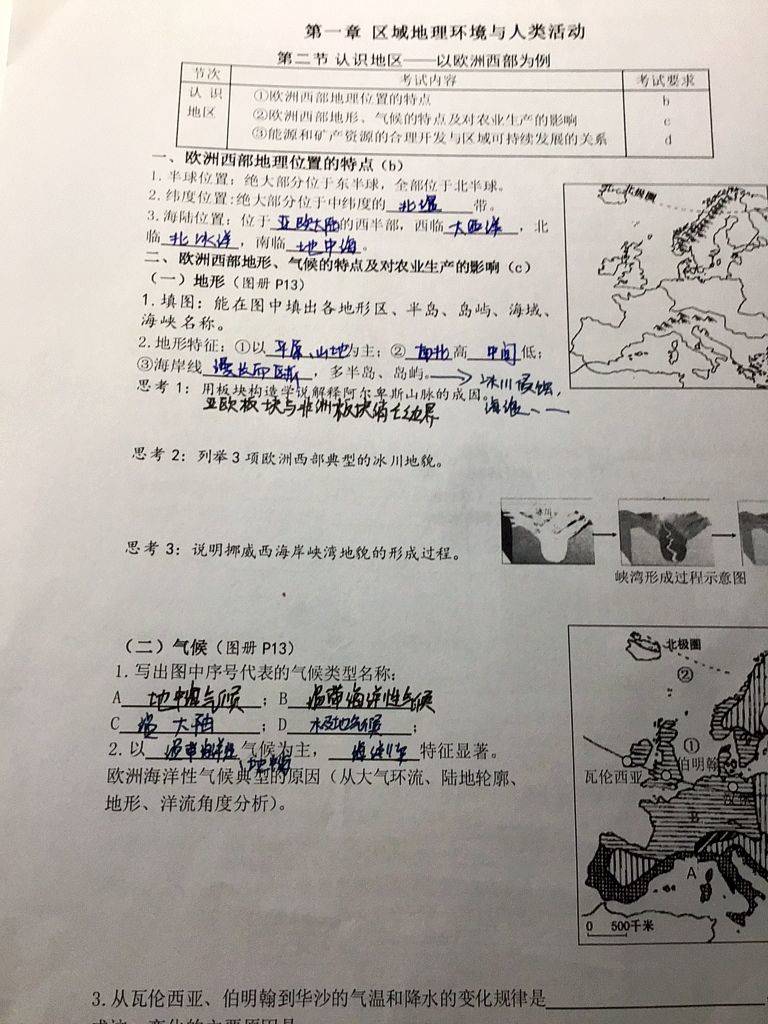 第一章 区域地理环境与人类活动
第二节 认识地区——以欧洲西部为例
节次 考试内容 考试要求
认识地区 ①欧洲西部地理位置的特点 b
②欧洲西部地形、气候的特点及对农业生产的影响 c
③能源和矿产资源的合理开发与区域可持续发展的关系 d
一、欧洲西部地理位置的特点（b）
1.半球位置：绝大部分位于东半球，全部位于北半球。
2.纬度位置:绝大部分位于中纬度的 北温 带。
3.海陆位置：位于 亚欧大陆 的西半部，西临 大西洋 ，北
临 北冰洋 ，南临 地中海 。
二、欧洲西部地形、气候的特点及对农业生产的影响（c）
（一）地形（图册 P13）
1.填图：能在图中填出各地形区、半岛、岛屿、海域、
海峡名称。
2.地形特征：①以 平原、山地 为主；② 南北 高 中间 低；
③海岸线 漫长而曲折 ，多半岛、岛屿。→冰川侵蚀，
思考 1：用板块构造学说解释阿尔卑斯山脉的成因。
亚欧板块与非洲板块消亡边界
思考 2：列举 3 项欧洲西部典型的冰川地貌。
思考 3：说明挪威西海岸峡湾地貌的形成过程。
冰川
峡湾形成过程示意图
（二）气候（图册 P13）
1.写出图中序号代表的气候类型名称：
A 地中海气候 ；B 温带海洋性气候
C 温 大陆 ；D 极地气候 ；
2.以 温带海洋性 气候为主， 海洋性 特征显著。
、地中海
欧洲海洋性气候典型的原因（从大气环流、陆地轮廓、
地形、洋流角度分析）。
北极圈
北极圈
②
①
伯明翰
瓦伦西亚
B
A
0 500千米
3.从瓦伦西亚、伯明翰到华沙的气温和降水的变化规律是